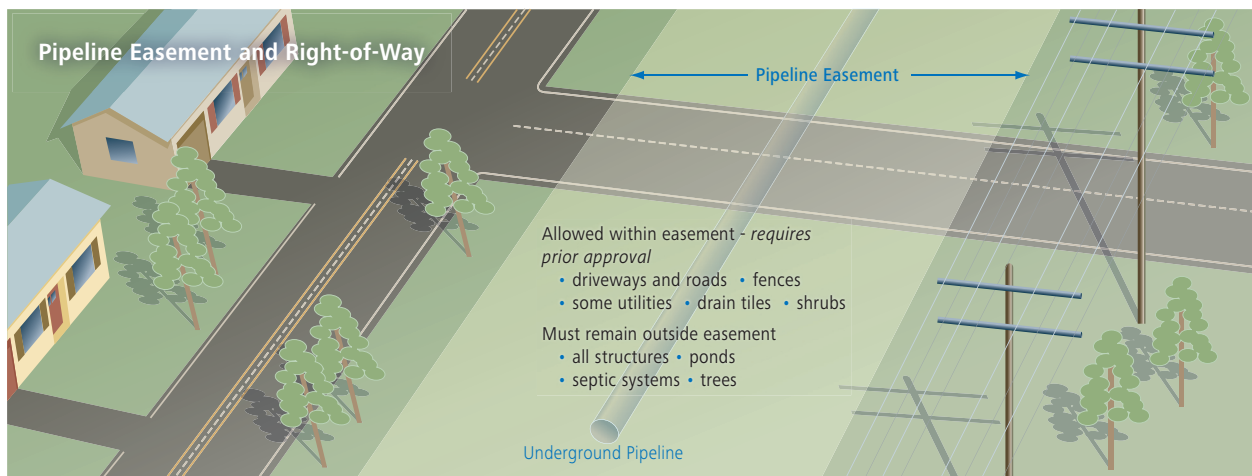 Pipeline Easement and Right-of-Way
Pipeline Easement
Allowed within easement - requires
prior approval
• driveways and roads • fences
• some utilities • drain tiles • shrubs
Must remain outside easement
• all structures • ponds
• septic systems • trees
Underground Pipeline